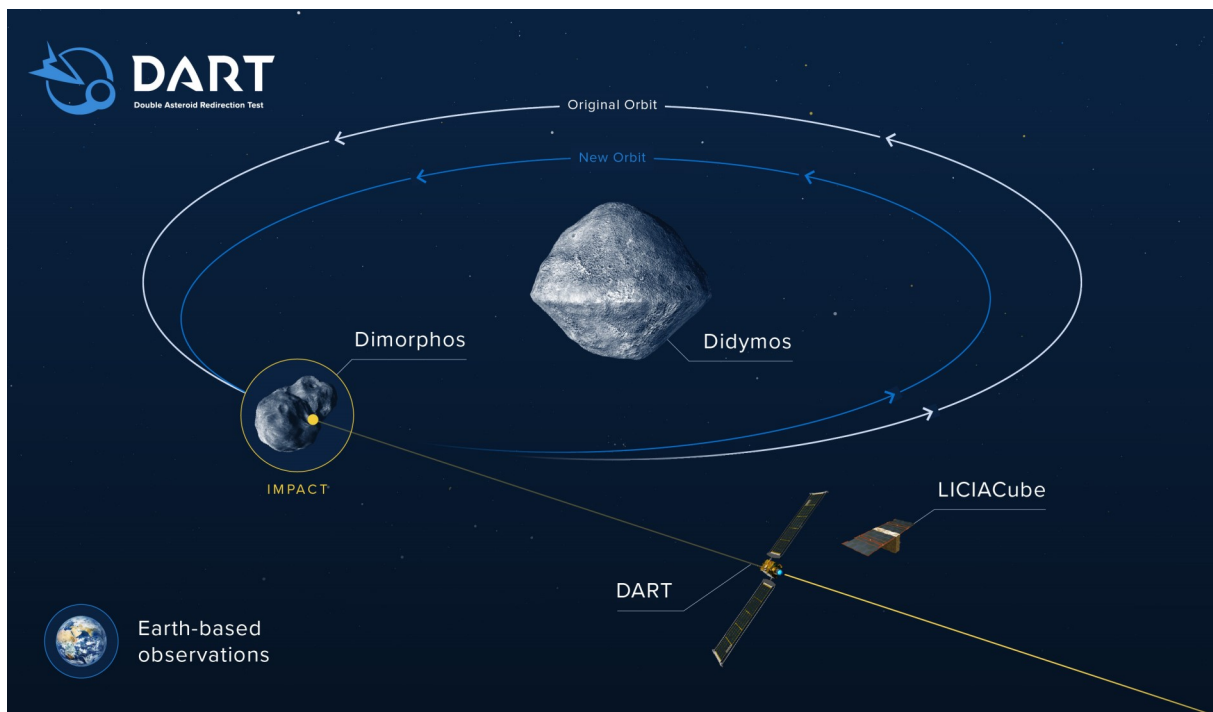 DART
Double Asteroid Redirection Test
Original Orbit
New Orbit
Dimorphos
Didymos
IMPACT
LICIACube
DART
Earth-based
observations